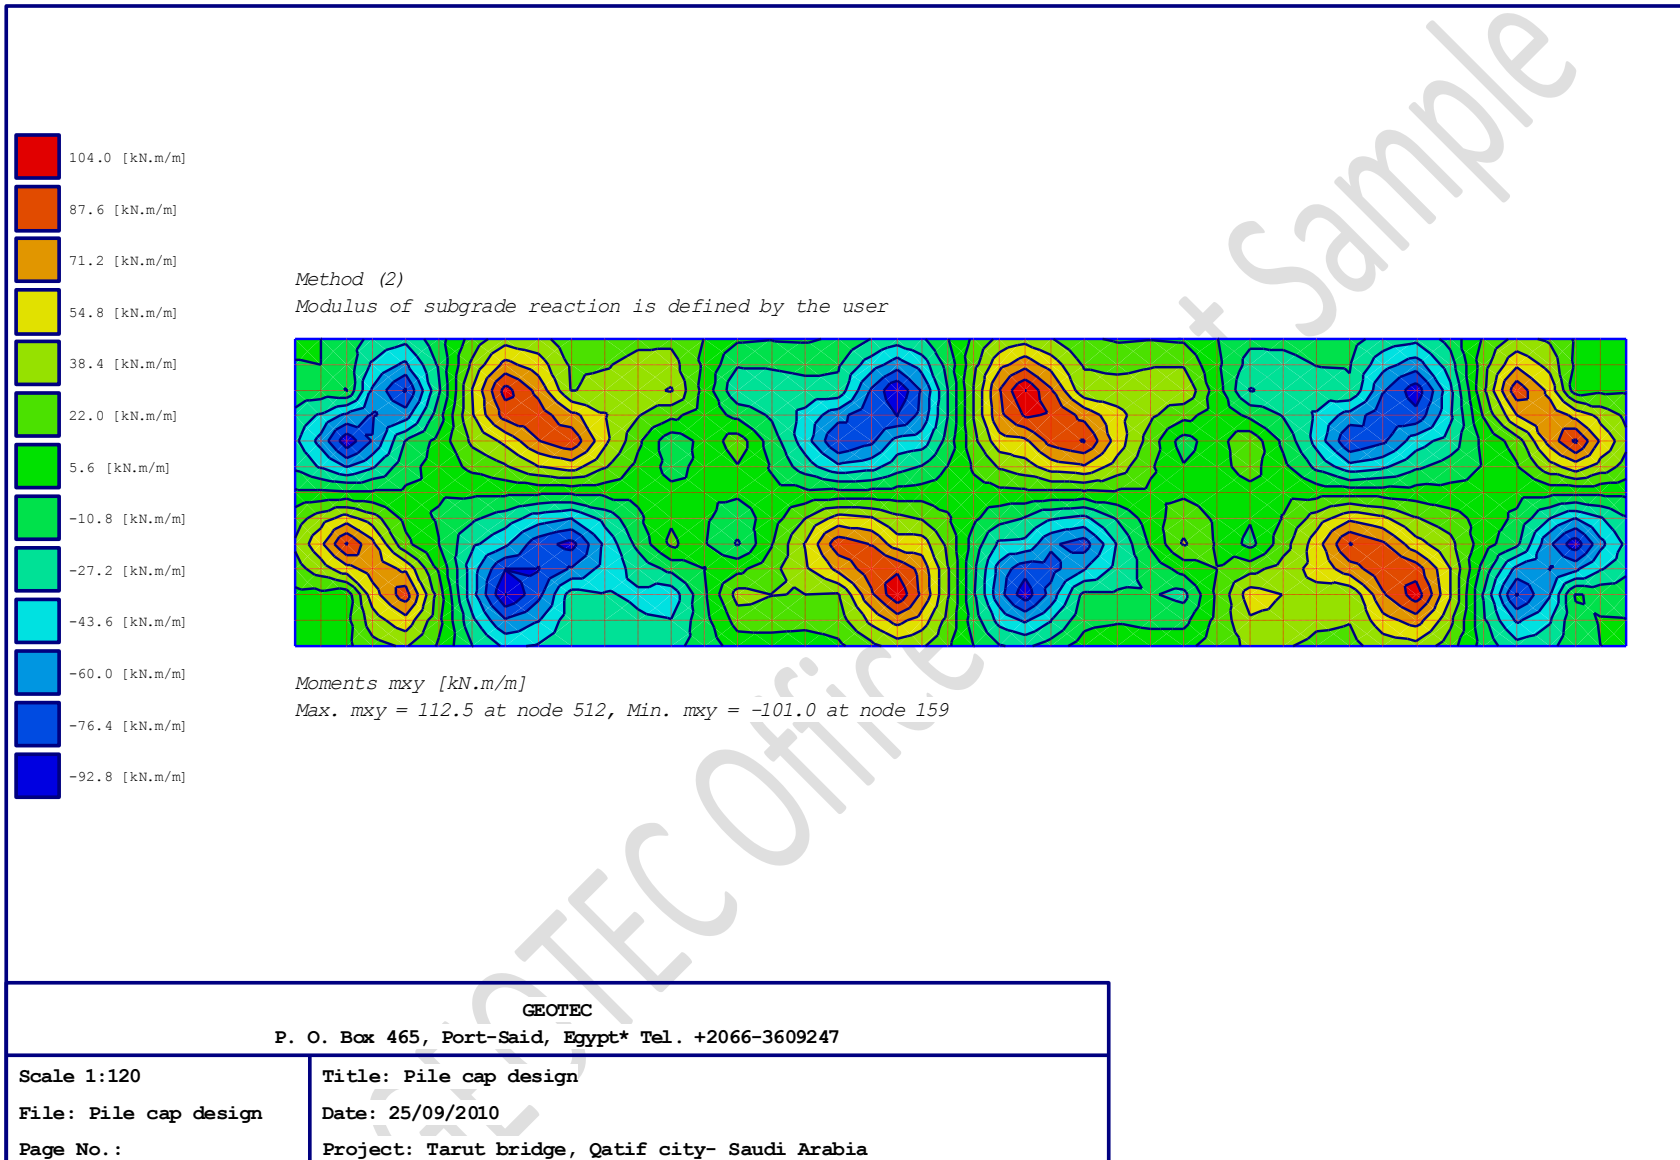 104.0 [kN.m/m]
87.6 [kN.m/m]
71.2 [kN.m/m]
54.8 [kN.m/m]
38.4 [kN.m/m]
22.0 [kN.m/m]
5.6 [kN.m/m]
-10.8 [kN.m/m]
-27.2 [kN.m/m]
-43.6 [kN.m/m]
-60.0 [kN.m/m]
-76.4 [kN.m/m]
-92.8 [kN.m/m]
Method (2)
Modulus of subgrade reaction is defined by the user
Moments mxy [kN.m/m]
Max. mxy = 112.5 at node 512, Min. mxy = -101.0 at node 159
GEOTEC Office Sample
GEOTEC
P. O. Box 465, Port-Said, Egypt* Tel. +2066-3609247
Scale 1:120
File: Pile cap design
Page No.:
Title: Pile cap design
Date: 25/09/2010
Project: Tarut bridge, Qatif city- Saudi Arabia